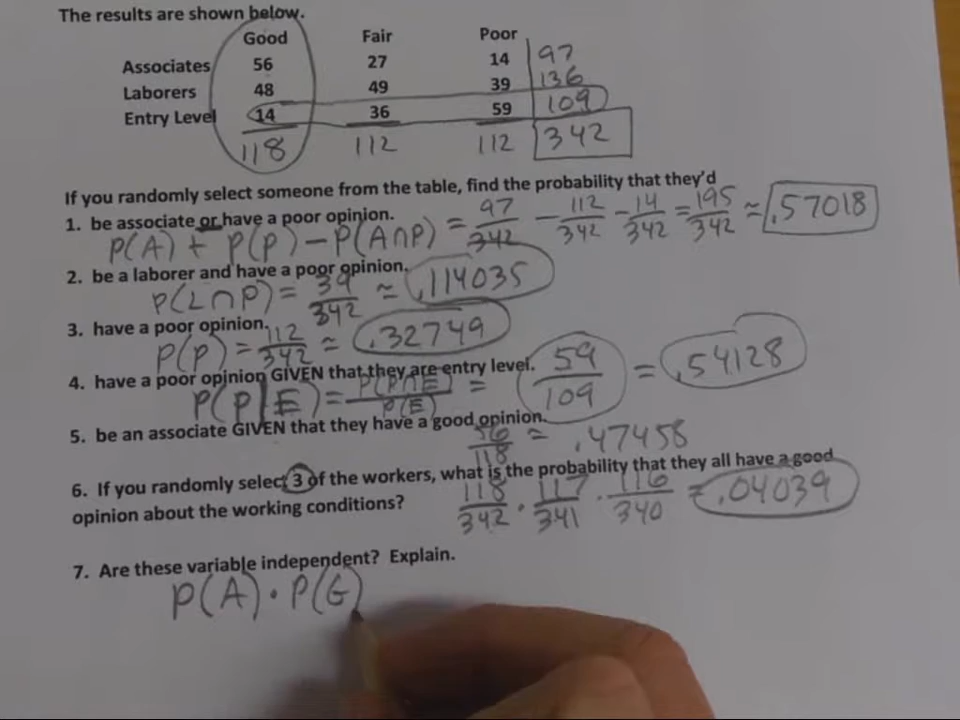 The results are shown below.
Good Fair Poor
Associates 56 27 14 97
Laborers 48 49 39 136
Entry Level 14 36 59 109
118 112 112 342
If you randomly select someone from the table, find the probability that they'd
1. be associate or have a poor opinion.
P(A) + P(P) - P(A∩P) = 97/342 - 112/342 - 14/342 = 195/342 ≈ .57018
2. be a laborer and have a poor opinion.
P(L∩P) = 39/342 ≈ .114035
3. have a poor opinion.
P(P) = 112/342 ≈ .32749
4. have a poor opinion GIVEN that they are entry level.
P(P|E) = P(P∩E)/P(E) = 59/109 = .54128
5. be an associate GIVEN that they have a good opinion.
56/118 ≈ .47458
6. If you randomly select 3 of the workers, what is the probability that they all have a good
opinion about the working conditions?
118/342 · 117/341 · 116/340 = .04039
7. Are these variable independent? Explain.
P(A) · P(G)